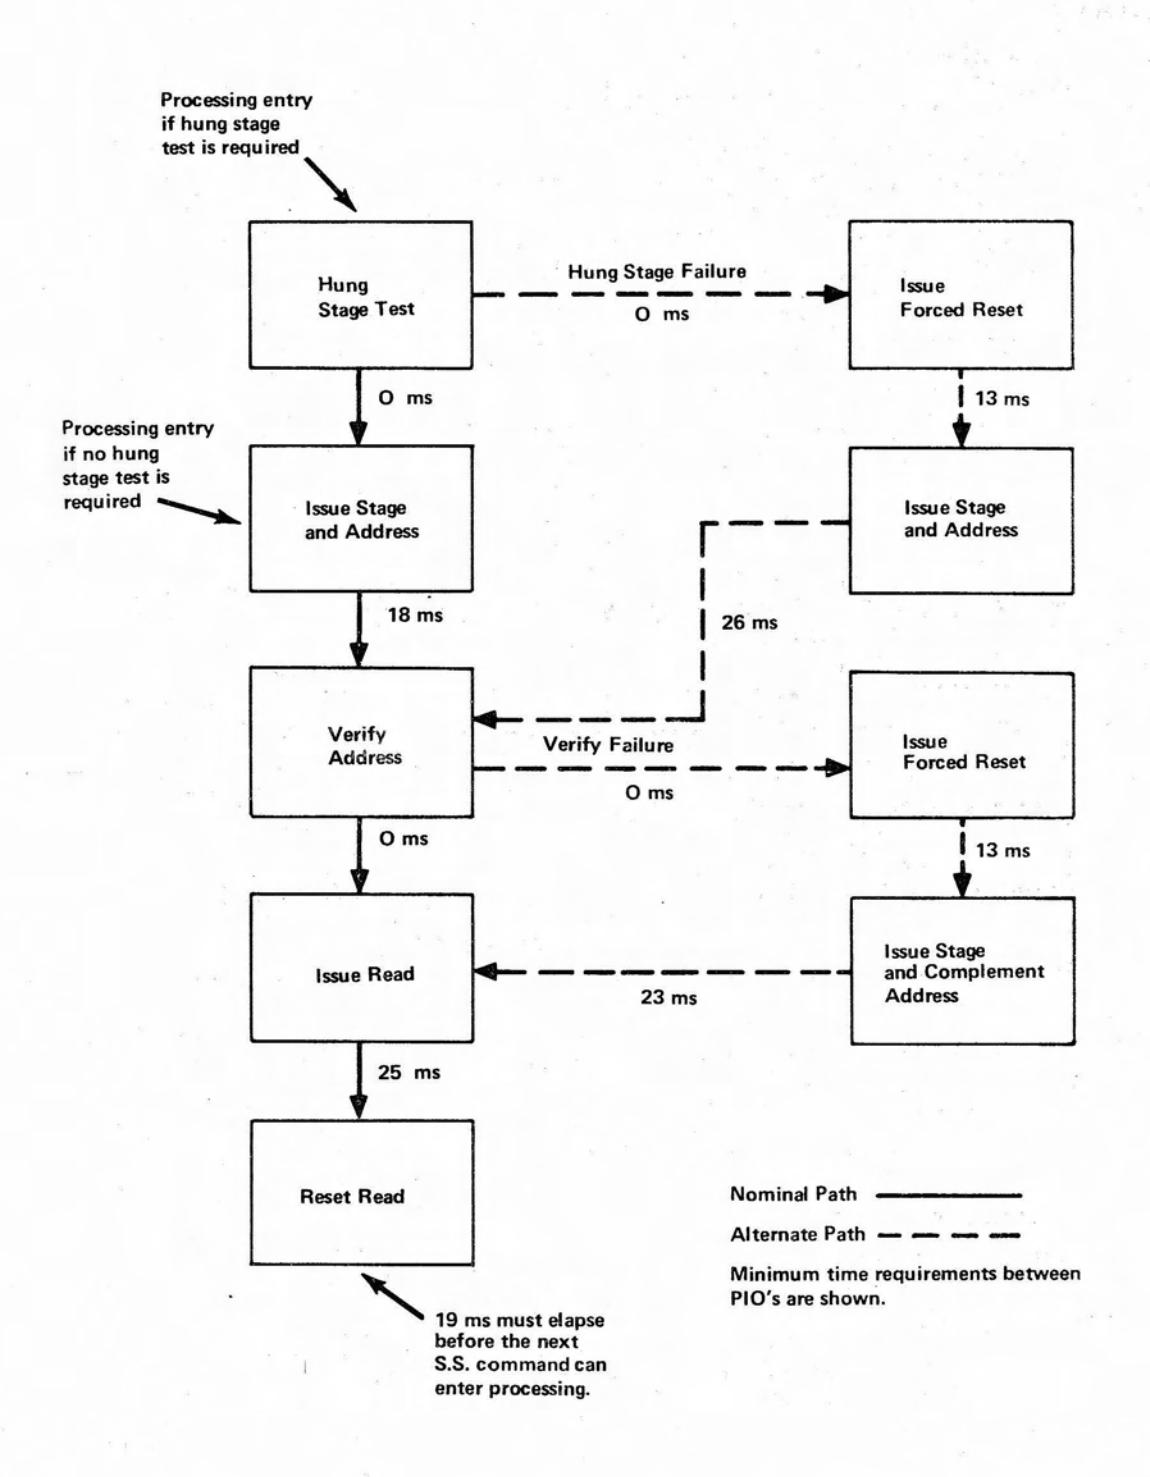 Processing entry
if hung stage
test is required
Hung
Stage Test
Hung Stage Failure
O ms
Issue
Forced Reset
O ms
13 ms
Processing entry
if no hung
stage test is
required
Issue Stage
and Address
Issue Stage
and Address
18 ms
26 ms
Verify
Address
Verify Failure
O ms
Issue
Forced Reset
O ms
13 ms
Issue Read
23 ms
Issue Stage
and Complement
Address
25 ms
Reset Read
Nominal Path
Alternate Path
Minimum time requirements between
PIO's are shown.
19 ms must elapse
before the next
S.S. command can
enter processing.